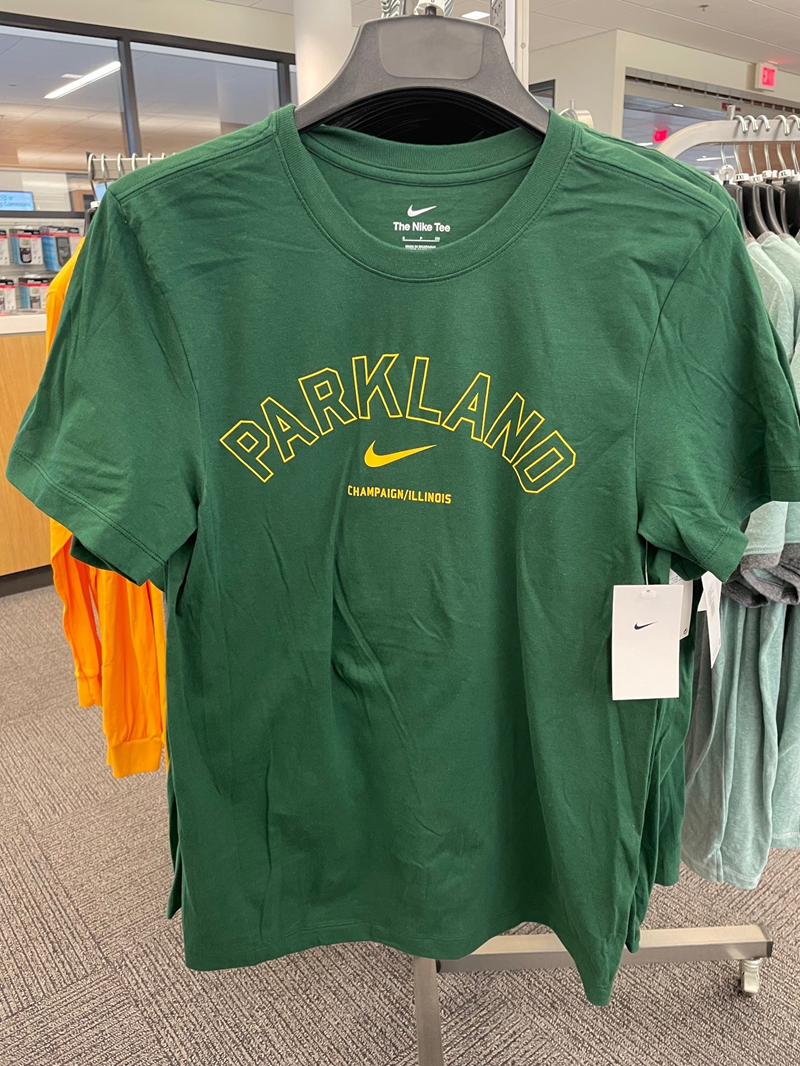 The Nike Tee
PARKLAND
CHAMPAIGN/ILLINOIS